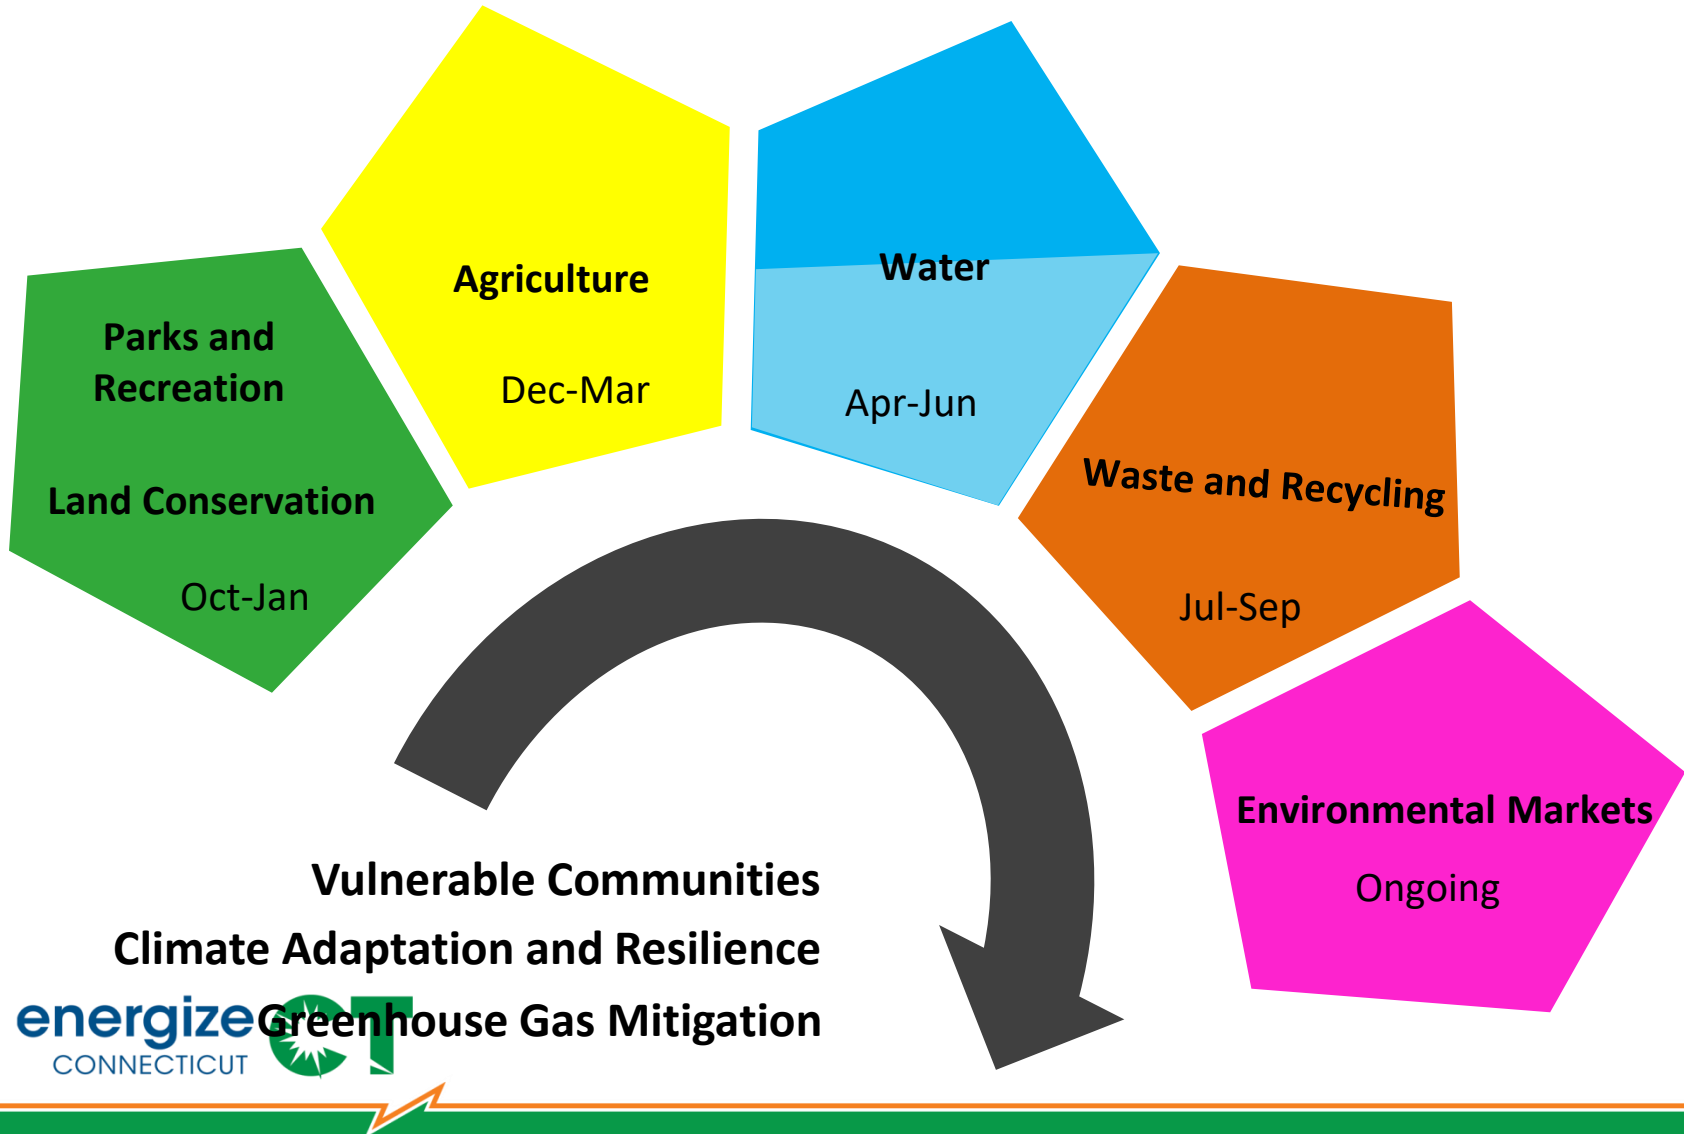 Parks and
Recreation
Land Conservation
Oct-Jan
Agriculture
Dec-Mar
Water
Apr-Jun
Waste and Recycling
Jul-Sep
Environmental Markets
Ongoing
Vulnerable Communities
Climate Adaptation and Resilience
Greenhouse Gas Mitigation
energize CT
CONNECTICUT